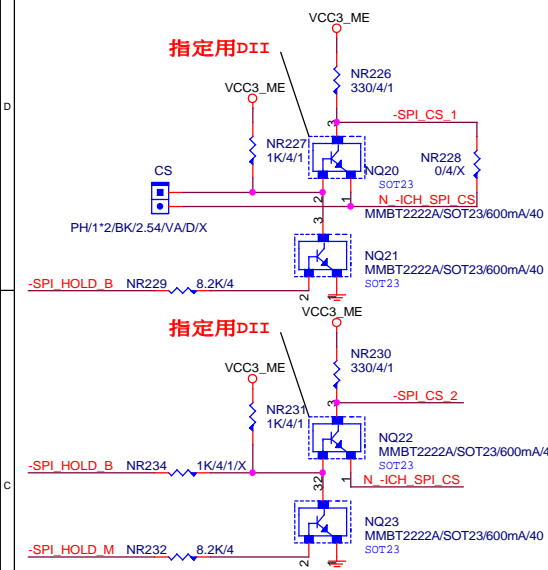 VCC3_ME
指定用DII
NR226
330/4/1
D
VCC3_ME
-SPI_CS_1
3
NR227
1K/4/1
NR228
0/4/X
NQ20
SOT23
CS
2
1
N_-ICH_SPI_CS
MMBT2222A/SOT23/600mA/40
3
PH/1*2/BK/2.54/VA/D/X
NQ21
MMBT2222A/SOT23/600mA/40
SOT23
-SPI_HOLD_B
NR229
8.2K/4
2
1
VCC3_ME
指定用DII
NR230
330/4/1
VCC3_ME
-SPI_CS_2
3
NR231
1K/4/1
NQ22
MMBT2222A/SOT23/600mA/4
SOT23
-SPI_HOLD_B
NR234
1K/4/1/X
C
3
2
1
N_-ICH_SPI_CS
NQ23
MMBT2222A/SOT23/600mA/40
SOT23
-SPI_HOLD_M
NR232
8.2K/4
2
1